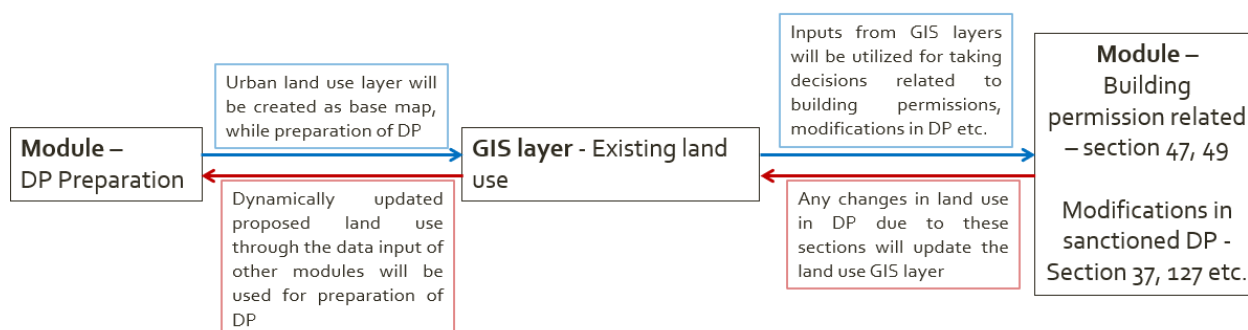 Module –
DP Preparation
Urban land use layer will
be created as base map,
while preparation of DP
Dynamically updated
proposed land use
through the data input of
other modules will be
used for preparation of
DP
GIS layer - Existing land
use
Inputs from GIS layers
will be utilized for taking
decisions related to
building permissions,
modifications in DP etc.
Any changes in land use
in DP due to these
sections will update the
land use GIS layer
Module –
Building
permission related
– section 47, 49
Modifications in
sanctioned DP -
Section 37, 127 etc.